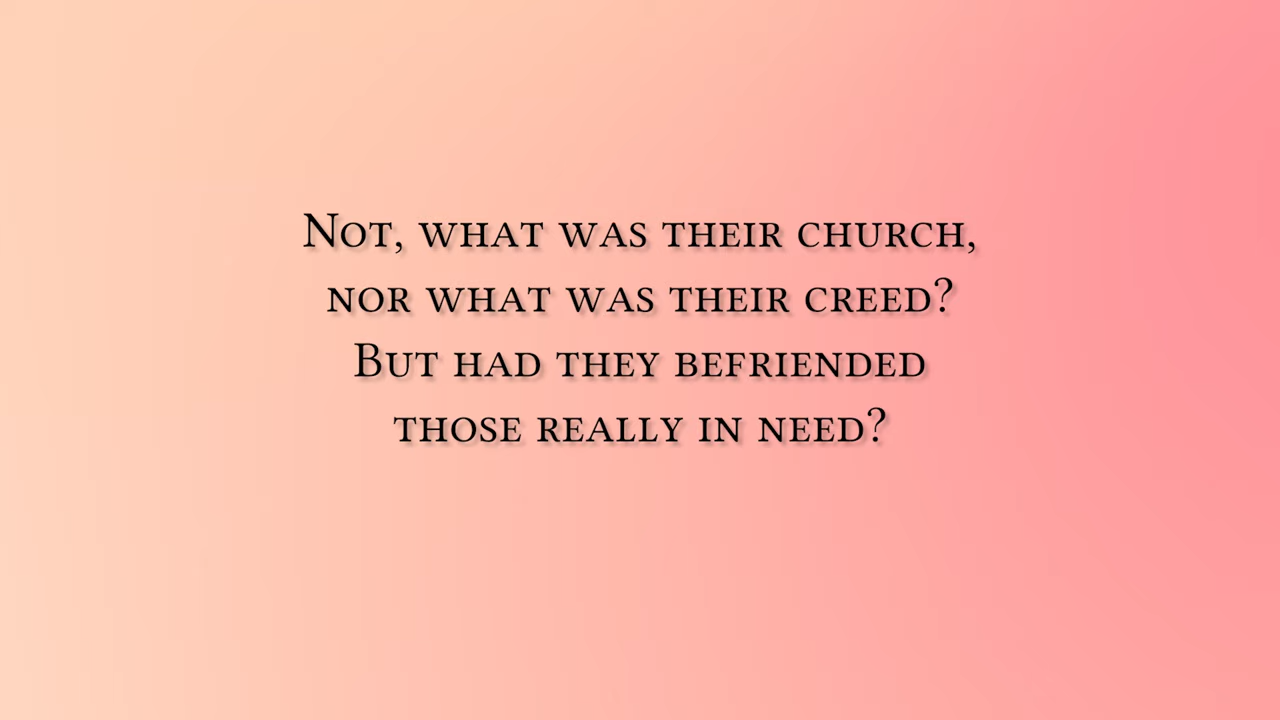 Not, what was their church,
nor what was their creed?
But had they befriended
those really in need?